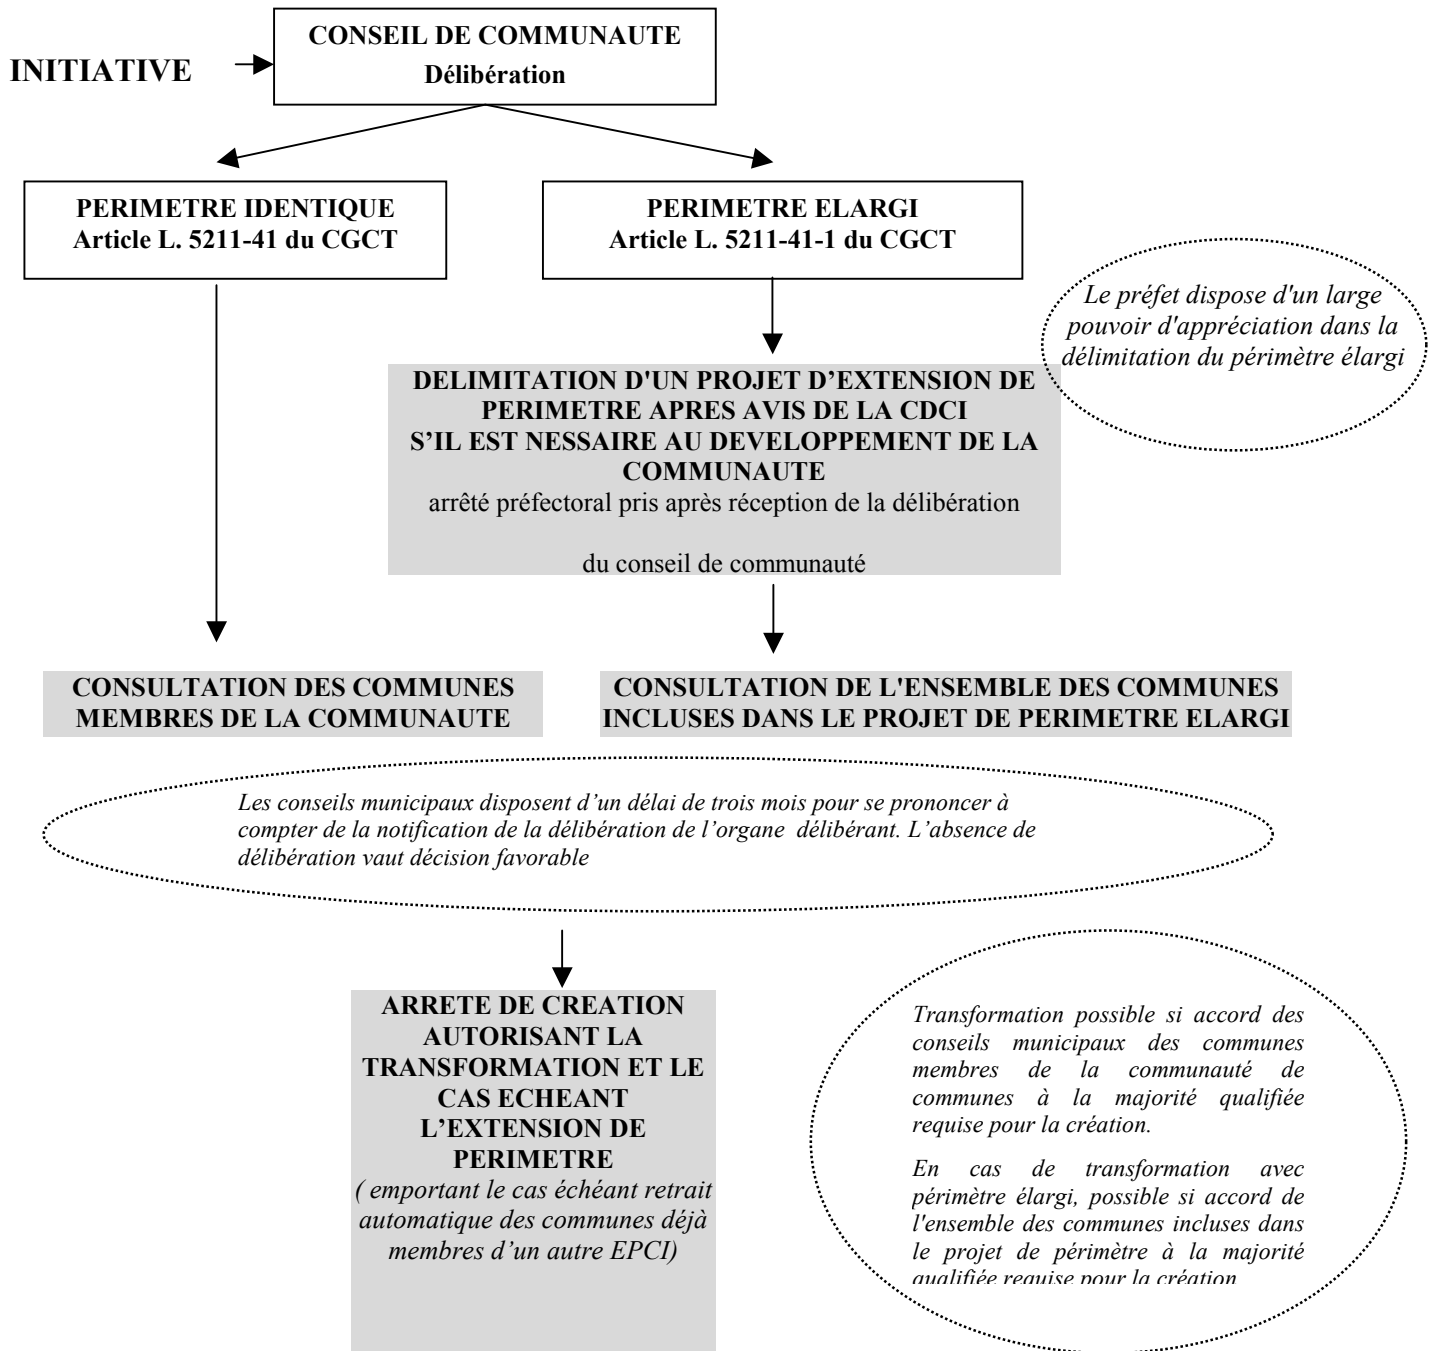 CONSEIL DE COMMUNAUTE
Délibération
INITIATIVE
PERIMETRE IDENTIQUE
Article L. 5211-41 du CGCT
PERIMETRE ELARGI
Article L. 5211-41-1 du CGCT
Le préfet dispose d'un large
pouvoir d'appréciation dans la
délimitation du périmètre élargi
DELIMITATION D'UN PROJET D’EXTENSION DE
PERIMETRE APRES AVIS DE LA CDCI
S’IL EST NESSAIRE AU DEVELOPPEMENT DE LA
COMMUNAUTE
arrêté préfectoral pris après réception de la délibération
du conseil de communauté
CONSULTATION DES COMMUNES
MEMBRES DE LA COMMUNAUTE
CONSULTATION DE L'ENSEMBLE DES COMMUNES
INCLUSES DANS LE PROJET DE PERIMETRE ELARGI
Les conseils municipaux disposent d’un délai de trois mois pour se prononcer à
compter de la notification de la délibération de l’organe délibérant. L’absence de
délibération vaut décision favorable
ARRETE DE CREATION
AUTORISANT LA
TRANSFORMATION ET LE
CAS ECHEANT
L’EXTENSION DE
PERIMETRE
( emportant le cas échéant retrait
automatique des communes déjà
membres d’un autre EPCI)
Transformation possible si accord des
conseils municipaux des communes
membres de la communauté de
communes à la majorité qualifiée
requise pour la création.
En cas de transformation avec
périmètre élargi, possible si accord de
l'ensemble des communes incluses dans
le projet de périmètre à la majorité
qualifiée requise pour la création